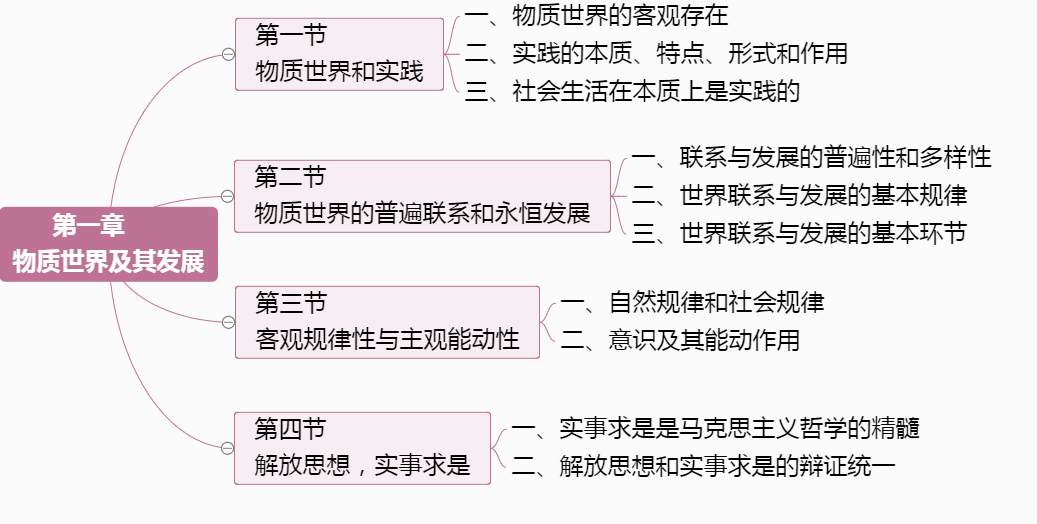 第一章
物质世界及其发展
第一节
物质世界和实践
一、物质世界的客观存在
二、实践的本质、特点、形式和作用
三、社会生活在本质上是实践的
第二节
物质世界的普遍联系和永恒发展
一、联系与发展的普遍性和多样性
二、世界联系与发展的基本规律
三、世界联系与发展的基本环节
第三节
客观规律性与主观能动性
一、自然规律和社会规律
二、意识及其能动作用
第四节
解放思想，实事求是
一、实事求是是马克思主义哲学的精髓
二、解放思想和实事求是的辩证统一